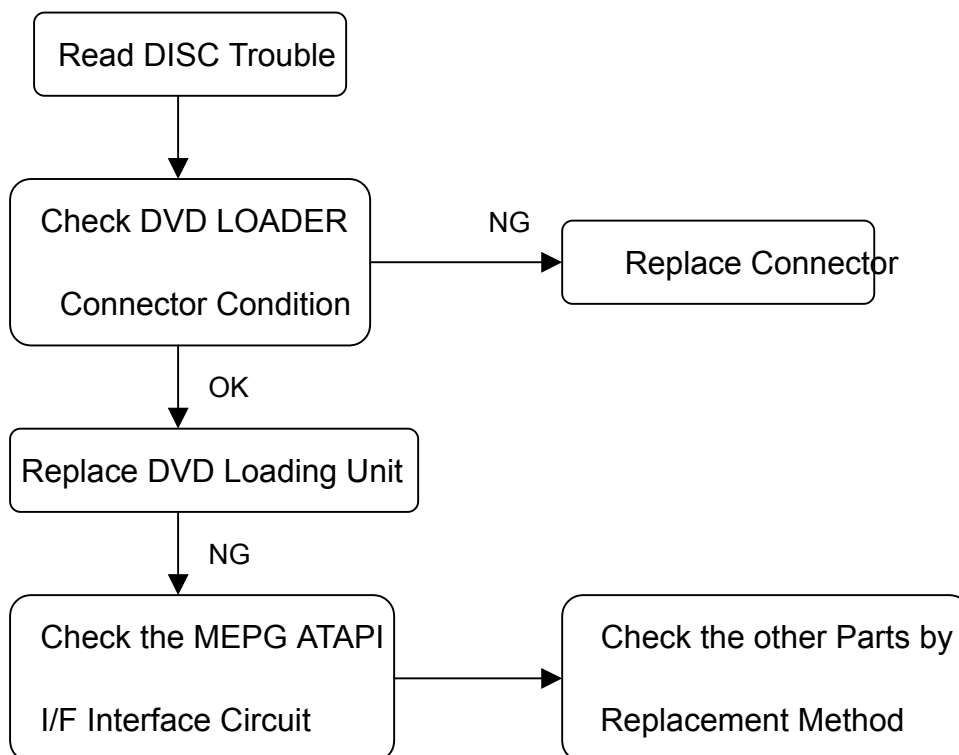 Read DISC Trouble
Check DVD LOADER
Connector Condition
NG
Replace Connector
OK
Replace DVD Loading Unit
NG
Check the MEPG ATAPI
I/F Interface Circuit
Check the other Parts by
Replacement Method